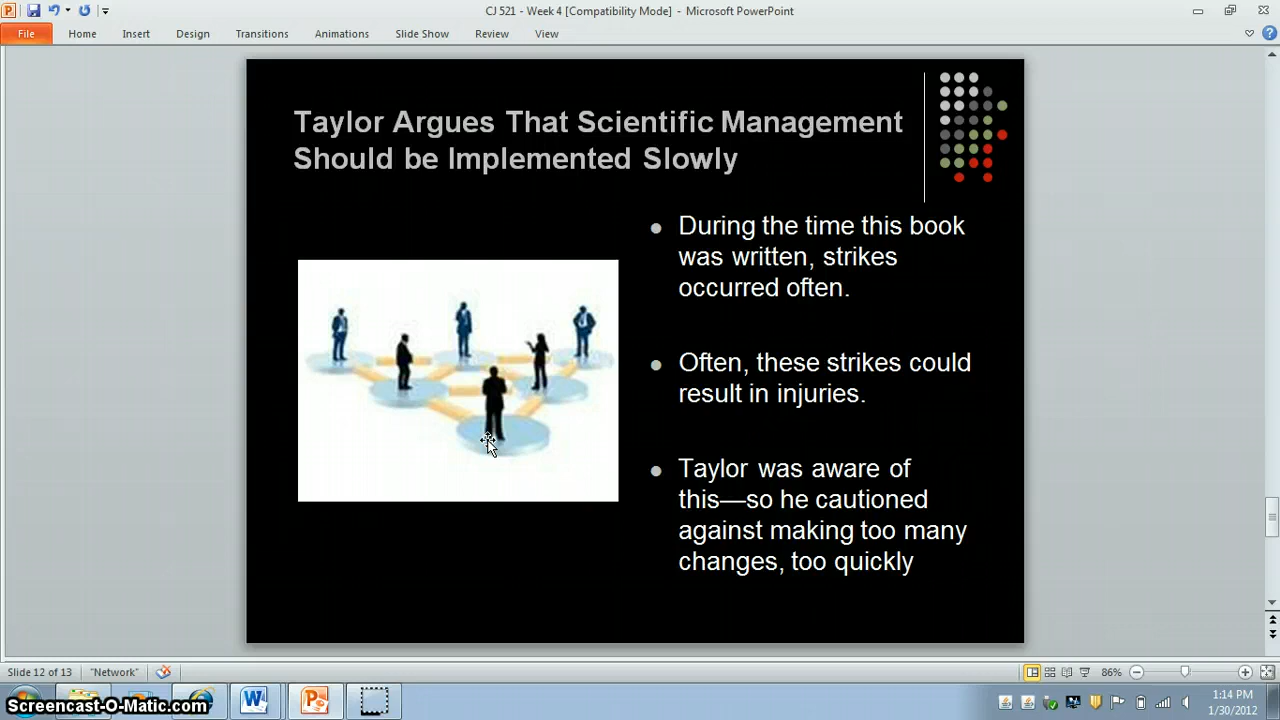 CJ 521 - Week 4 [Compatibility Mode] - Microsoft PowerPoint
File Home Insert Design Transitions Animations Slide Show Review View
Taylor Argues That Scientific Management
Should be Implemented Slowly
During the time this book
was written, strikes
occurred often.
Often, these strikes could
result in injuries.
Taylor was aware of
this—so he cautioned
against making too many
changes, too quickly
Slide 12 of 13 "Network" 86%
Screencast-O-Matic.com
1:14 PM
1/30/2012